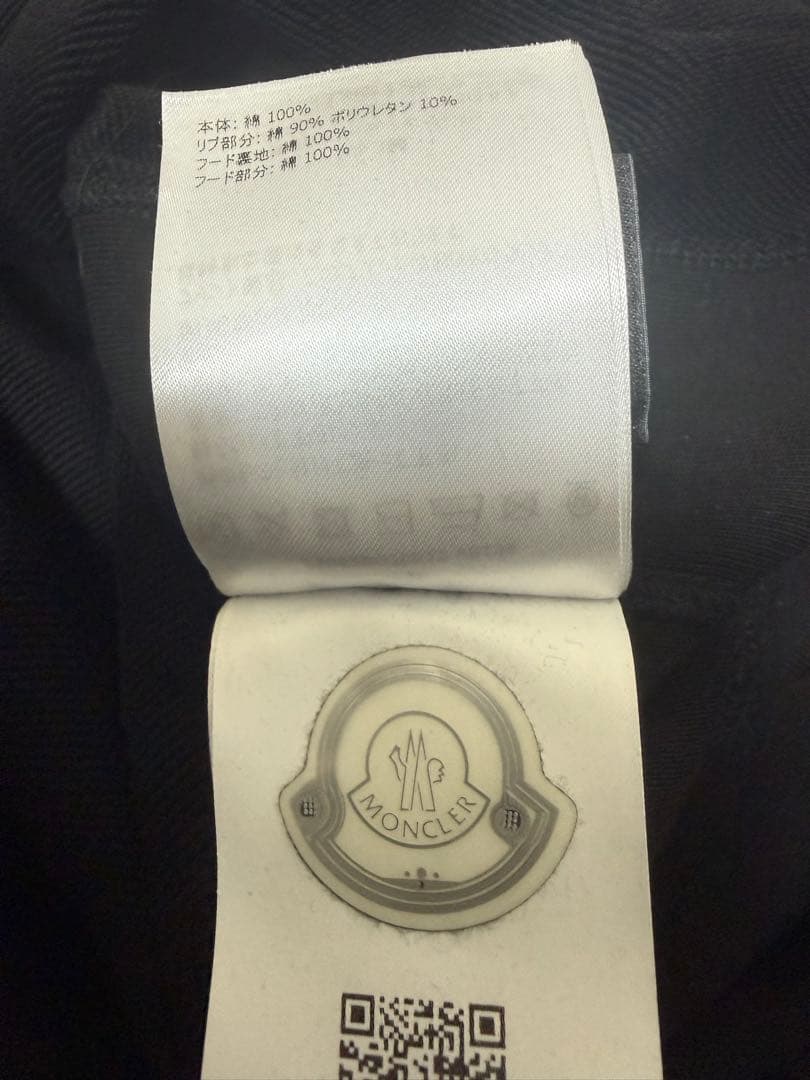 本体: 綿 100%
リブ部分: 綿 90% ポリウレタン 10%
フード裏地: 綿 100%
フード部分: 綿 100%
MONCLER